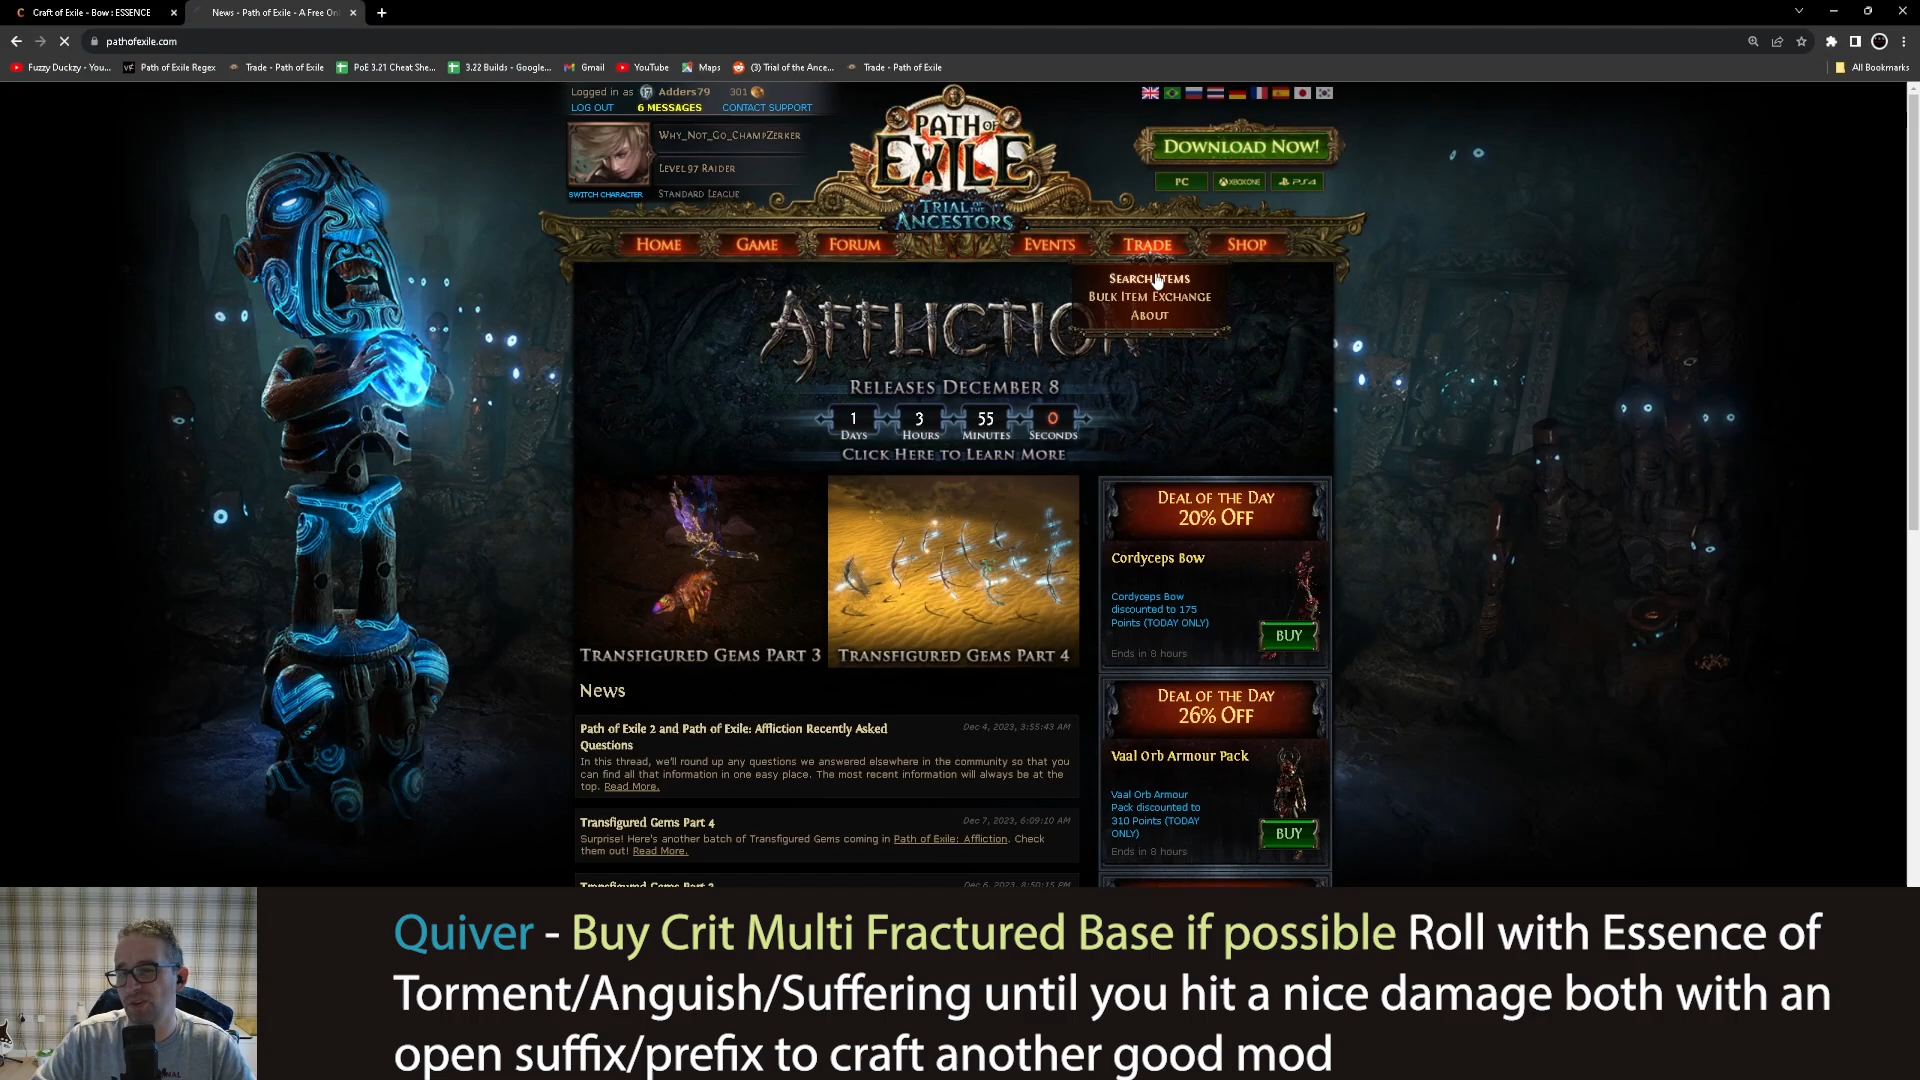 Craft of Exile - Bow : ESSENCE
News - Path of Exile - A Free On
pathofexile.com
Fuzzy Duckzy - You...
Path of Exile Regex
Trade - Path of Exile
PoE 3.21 Cheat She...
3.22 Builds - Google...
Gmail
YouTube
Maps
(3) Trial of the Ance...
Trade - Path of Exile
All Bookmarks
Logged in as Adders79 301
LOG OUT 6 MESSAGES CONTACT SUPPORT
Why_Not_Go_ChampZerker
Level 97 Raider
SWITCH CHARACTER Standard League
PATH OF
EXILE
TRIAL OF THE
ANCESTORS
DOWNLOAD NOW!
PC XBOX ONE PS4
HOME GAME FORUM EVENTS TRADE SHOP
SEARCH ITEMS
BULK ITEM EXCHANGE
ABOUT
AFFLICTION
RELEASES DECEMBER 8
1 3 55 0
DAYS HOURS MINUTES SECONDS
CLICK HERE TO LEARN MORE
TRANSFIGURED GEMS PART 3
TRANSFIGURED GEMS PART 4
DEAL OF THE DAY
20% OFF
Cordyceps Bow
Cordyceps Bow
discounted to 175
Points (TODAY ONLY)
BUY
Ends in 8 hours
DEAL OF THE DAY
26% OFF
Vaal Orb Armour Pack
Vaal Orb Armour
Pack discounted to
310 Points (TODAY
ONLY)
BUY
Ends in 8 hours
News
Path of Exile 2 and Path of Exile: Affliction Recently Asked
Questions
Dec 4, 2023, 3:55:43 AM
In this thread, we'll round up any questions we answered elsewhere in the community so that you
can find all that information in one easy place. The most recent information will always be at the
top. Read More.
Transfigured Gems Part 4
Dec 7, 2023, 6:09:10 AM
Surprise! Here's another batch of Transfigured Gems coming in Path of Exile: Affliction. Check
them out! Read More.
Transfigured Gems Part 3
Dec 6, 2023, 8:50:15 PM
Quiver - Buy Crit Multi Fractured Base if possible Roll with Essence of
Torment/Anguish/Suffering until you hit a nice damage both with an
open suffix/prefix to craft another good mod